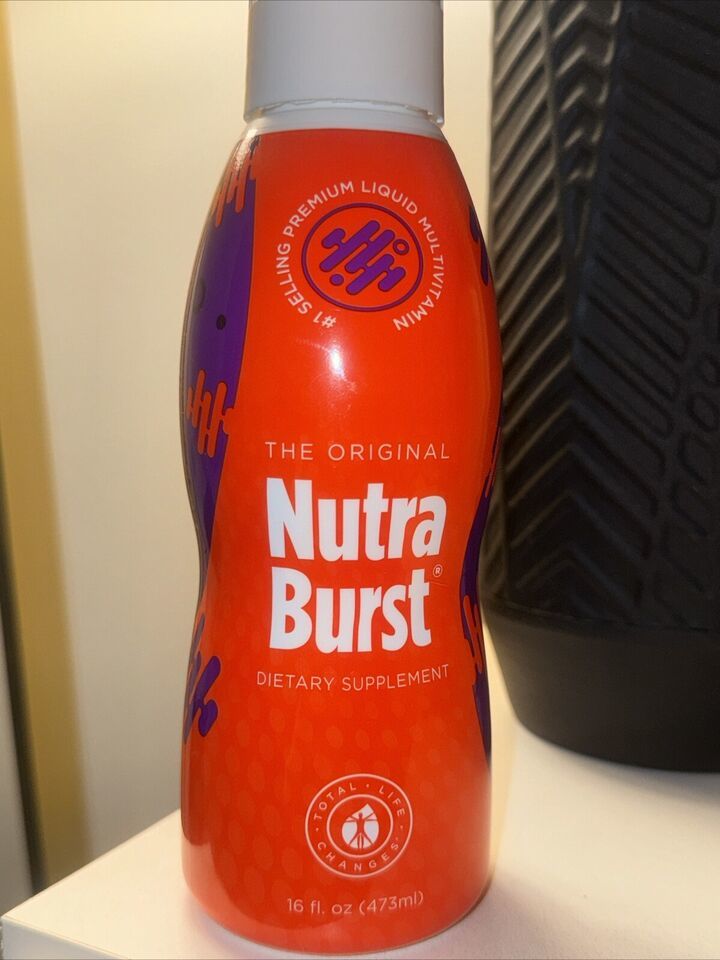 #1 SELLING PREMIUM LIQUID MULTIVITAMIN
THE ORIGINAL
Nutra
Burst®
DIETARY SUPPLEMENT
TOTAL • LIFE • CHANGES®
16 fl. oz (473ml)